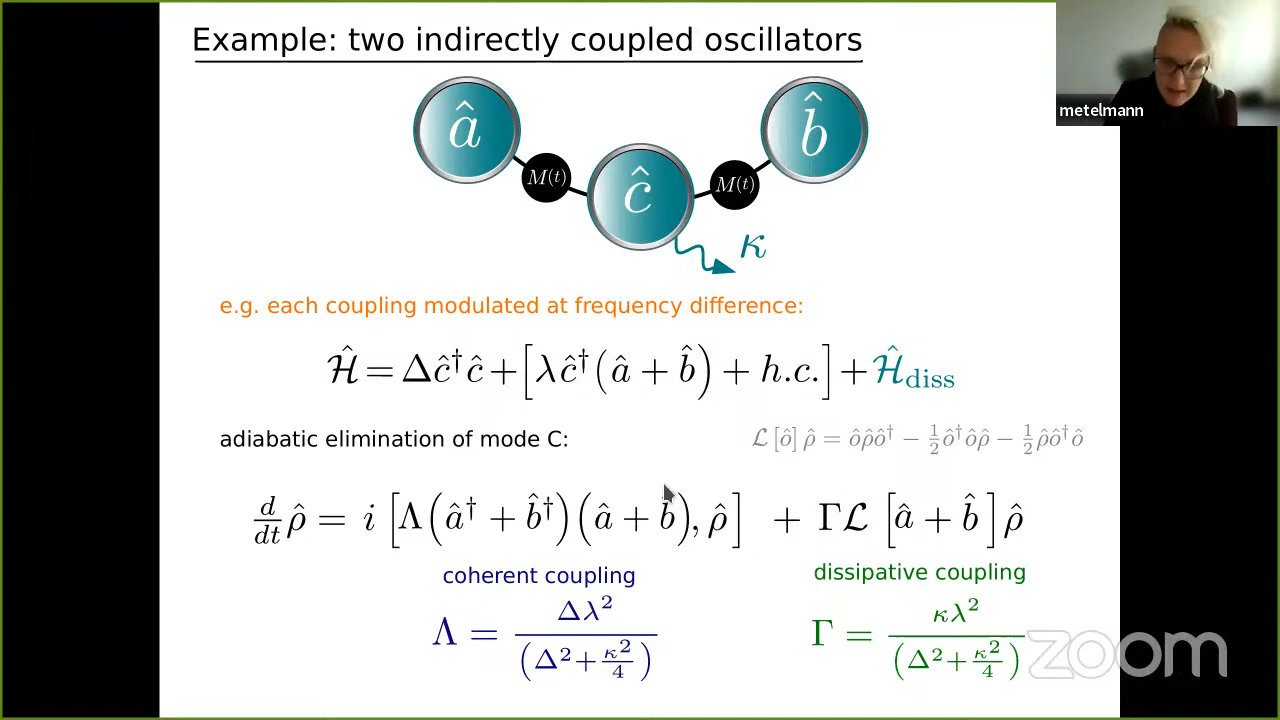 Example: two indirectly coupled oscillators
metelmann
â
b̂
M(t)
M(t)
ĉ
κ
e.g. each coupling modulated at frequency difference:
Ĥ = Δĉ†ĉ + [λĉ†(â + b̂) + h.c.] + Ĥ_diss
adiabatic elimination of mode C:
ℒ[ô]ρ̂ = ôρ̂ô† − ½ô†ôρ̂ − ½ρ̂ô†ô
d/dt ρ̂ = i [Λ(â† + b̂†)(â + b̂), ρ̂] + Γℒ [â + b̂]ρ̂
coherent coupling
dissipative coupling
Λ = Δλ² / (Δ² + κ²/4)
Γ = κλ² / (Δ² + κ²/4)
zoom